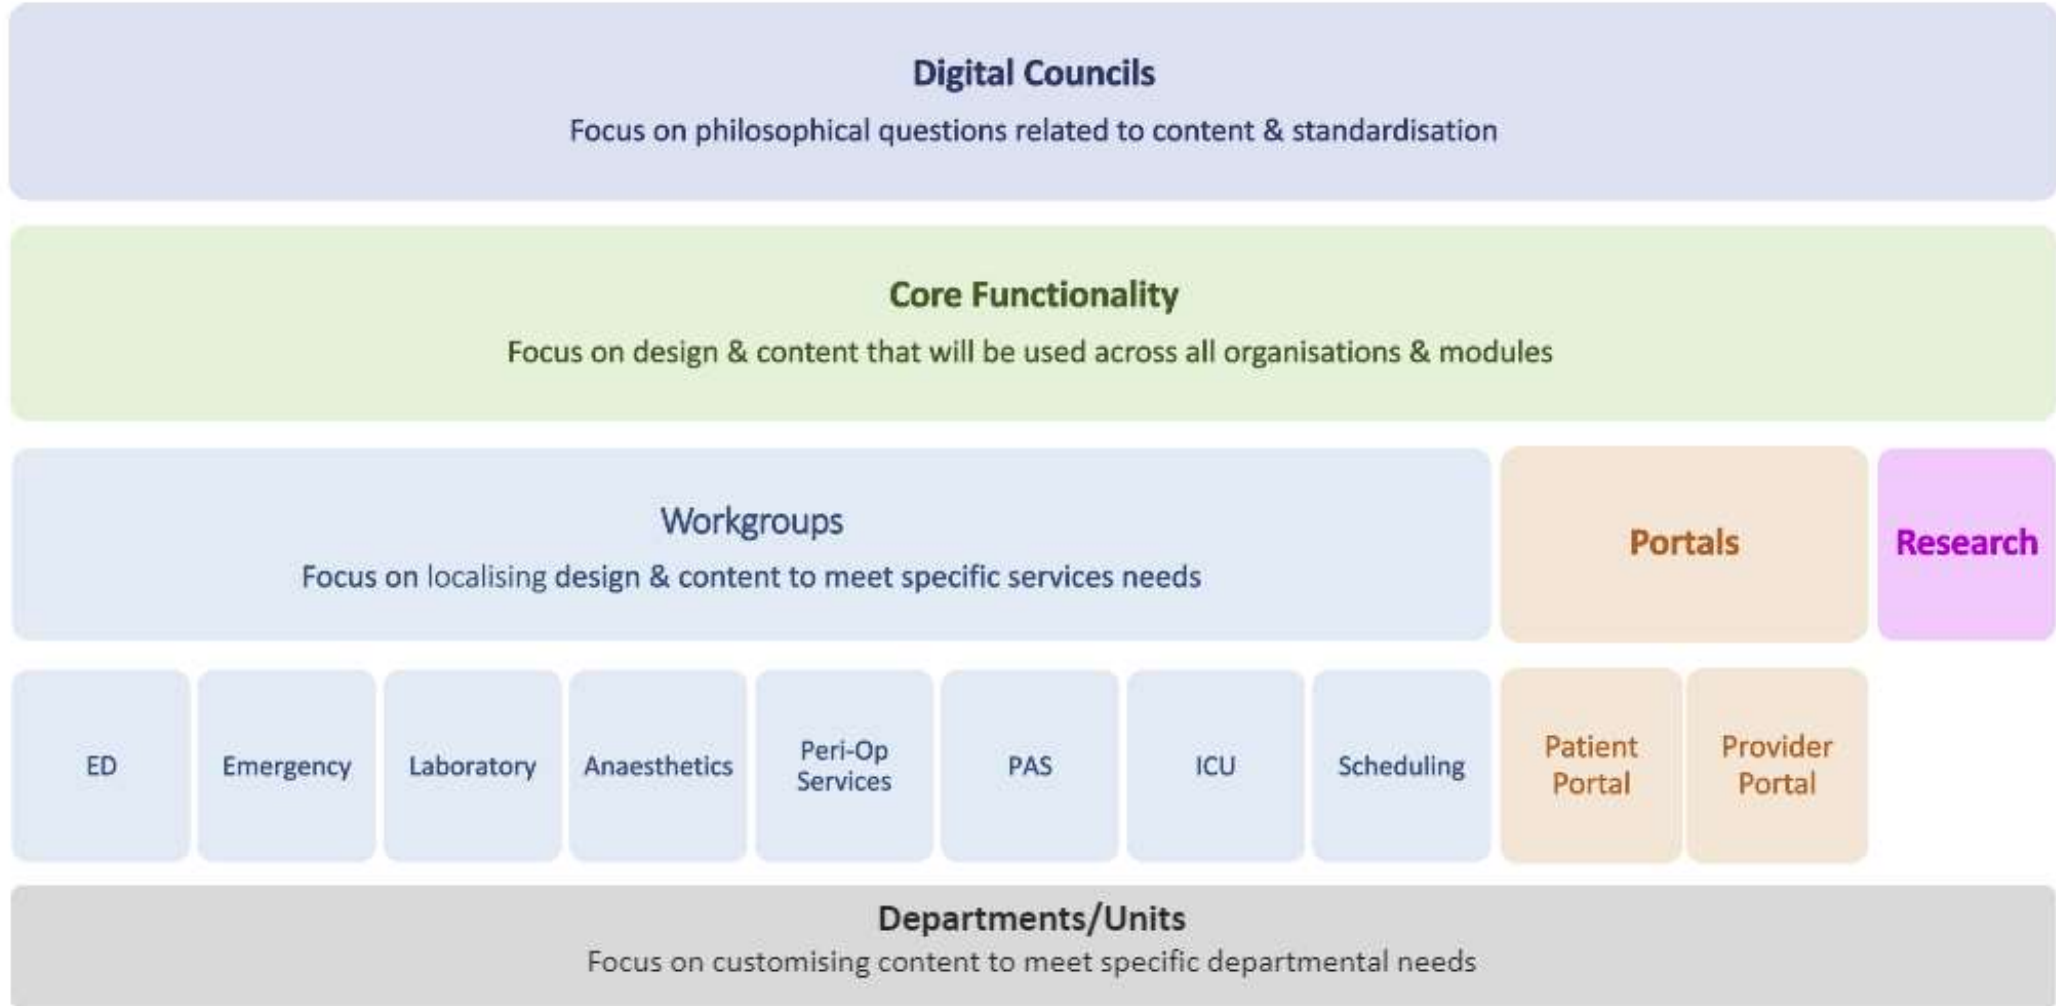 Digital Councils
Focus on philosophical questions related to content & standardisation
Core Functionality
Focus on design & content that will be used across all organisations & modules
Workgroups
Focus on localising design & content to meet specific services needs
Portals
Research
ED
Emergency
Laboratory
Anaesthetics
Peri-Op
Services
PAS
ICU
Scheduling
Patient
Portal
Provider
Portal
Departments/Units
Focus on customising content to meet specific departmental needs